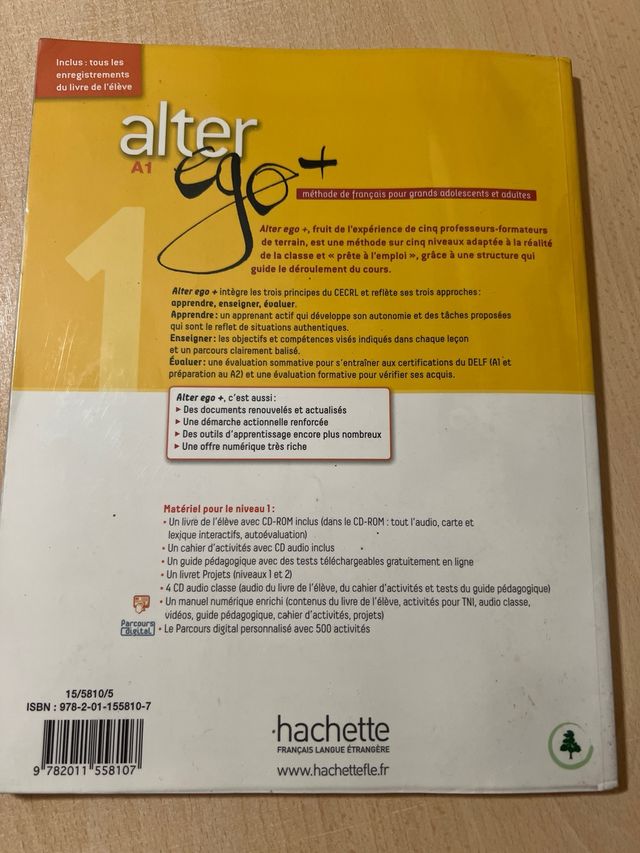 Inclus : tous les
enregistrements
du livre de l'élève
alter
A1
ego +
méthode de français pour grands adolescents et adultes
1
Alter ego +, fruit de l'expérience de cinq professeurs-formateurs
de terrain, est une méthode sur cinq niveaux adaptée à la réalité
de la classe et « prête à l'emploi », grâce à une structure qui
guide le déroulement du cours.
Alter ego + intègre les trois principes du CECRL et reflète ses trois approches :
apprendre, enseigner, évaluer.
Apprendre : un apprenant actif qui développe son autonomie et des tâches proposées
qui sont le reflet de situations authentiques.
Enseigner : les objectifs et compétences visés indiqués dans chaque leçon
et un parcours clairement balisé.
Évaluer : une évaluation sommative pour s'entraîner aux certifications du DELF (A1 et
préparation au A2) et une évaluation formative pour vérifier ses acquis.
Alter ego +, c'est aussi :
▸ Des documents renouvelés et actualisés
▸ Une démarche actionnelle renforcée
▸ Des outils d'apprentissage encore plus nombreux
▸ Une offre numérique très riche
Matériel pour le niveau 1 :
• Un livre de l'élève avec CD-ROM inclus (dans le CD-ROM : tout l'audio, carte et
lexique interactifs, autoévaluation)
• Un cahier d'activités avec CD audio inclus
• Un guide pédagogique avec des tests téléchargeables gratuitement en ligne
• Un livret Projets (niveaux 1 et 2)
• 4 CD audio classe (audio du livre de l'élève, du cahier d'activités et tests du guide pédagogique)
• Un manuel numérique enrichi (contenus du livre de l'élève, activités pour TNI, audio classe,
vidéos, guide pédagogique, cahier d'activités, projets)
Parcours
digital
• Le Parcours digital personnalisé avec 500 activités
15/5810/5
ISBN : 978-2-01-155810-7
9 782011 558107
hachette
FRANÇAIS LANGUE ÉTRANGÈRE
www.hachettefle.fr